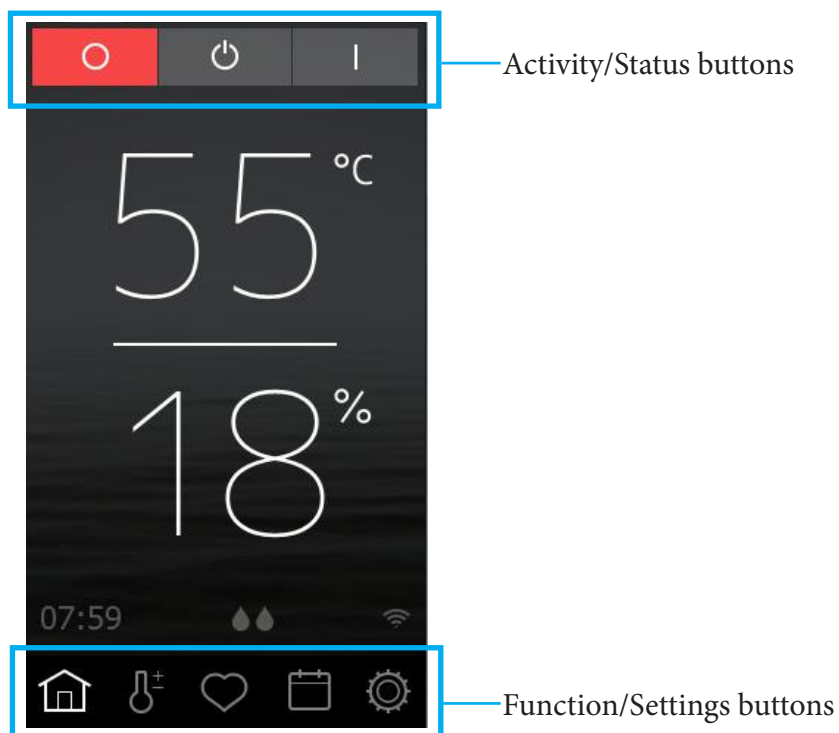 Activity/Status buttons
55 °C
18 %
07:59
Function/Settings buttons